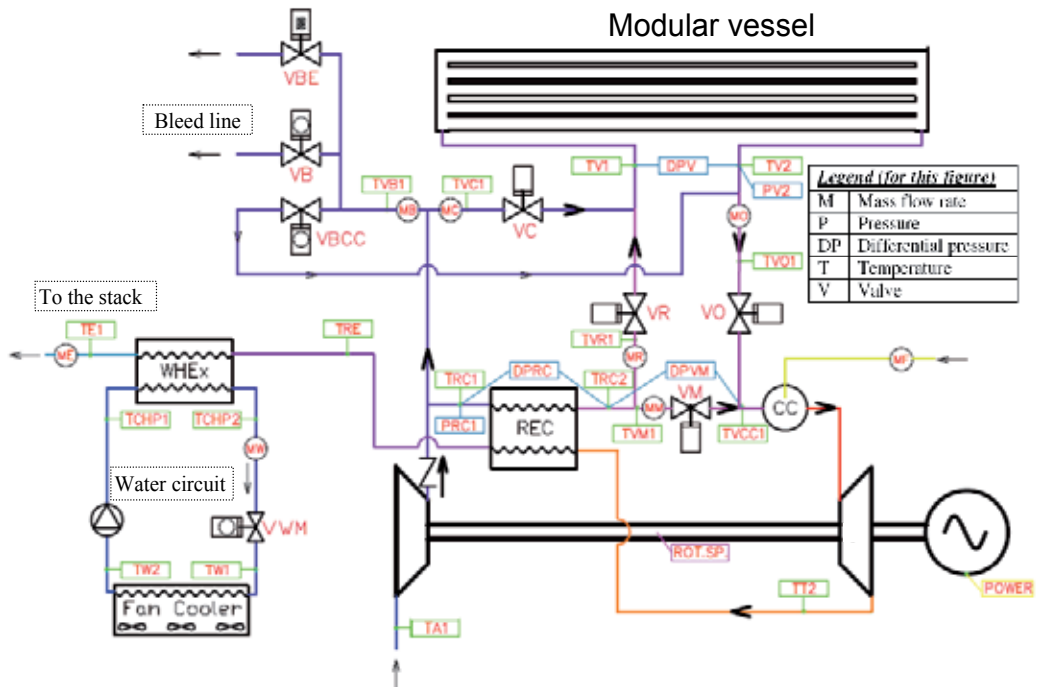 Modular vessel
VBE
Bleed line
VB
TVB1
TVC1
TV1
DPV
TV2
PV2
MB
MC
MO
VBCC
VC
TVO1
Legend (for this figure)
M Mass flow rate
P Pressure
DP Differential pressure
T Temperature
V Valve
To the stack
TE1
ME
WHEx
TRE
VR
VO
TVR1
MR
MF
TRC1
DPRC
TRC2
DPVM
VM
CC
PRC1
REC
MM
TVM1
TVCC1
TCHP1
TCHP2
MW
Water circuit
VWM
TW2
TW1
Fan Cooler
ROT.SP.
TT2
POWER
TA1